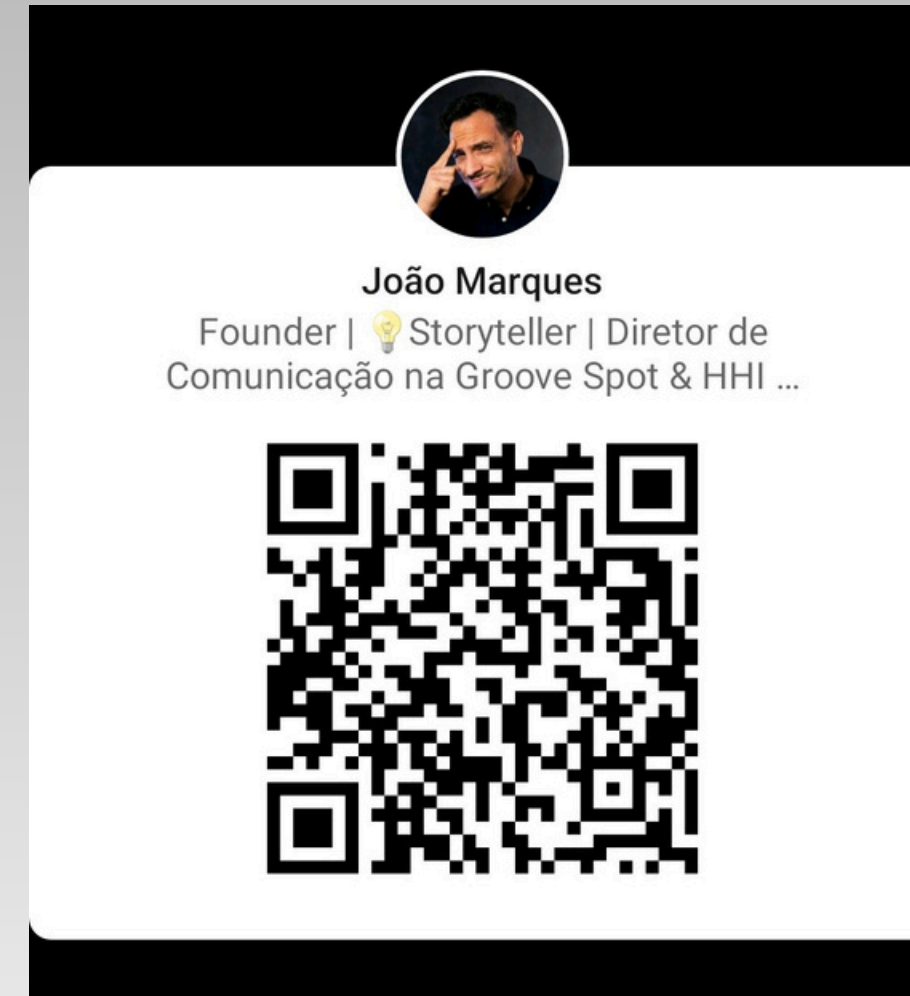 João Marques
Founder | 💡Storyteller | Diretor de
Comunicação na Groove Spot & HHI ...